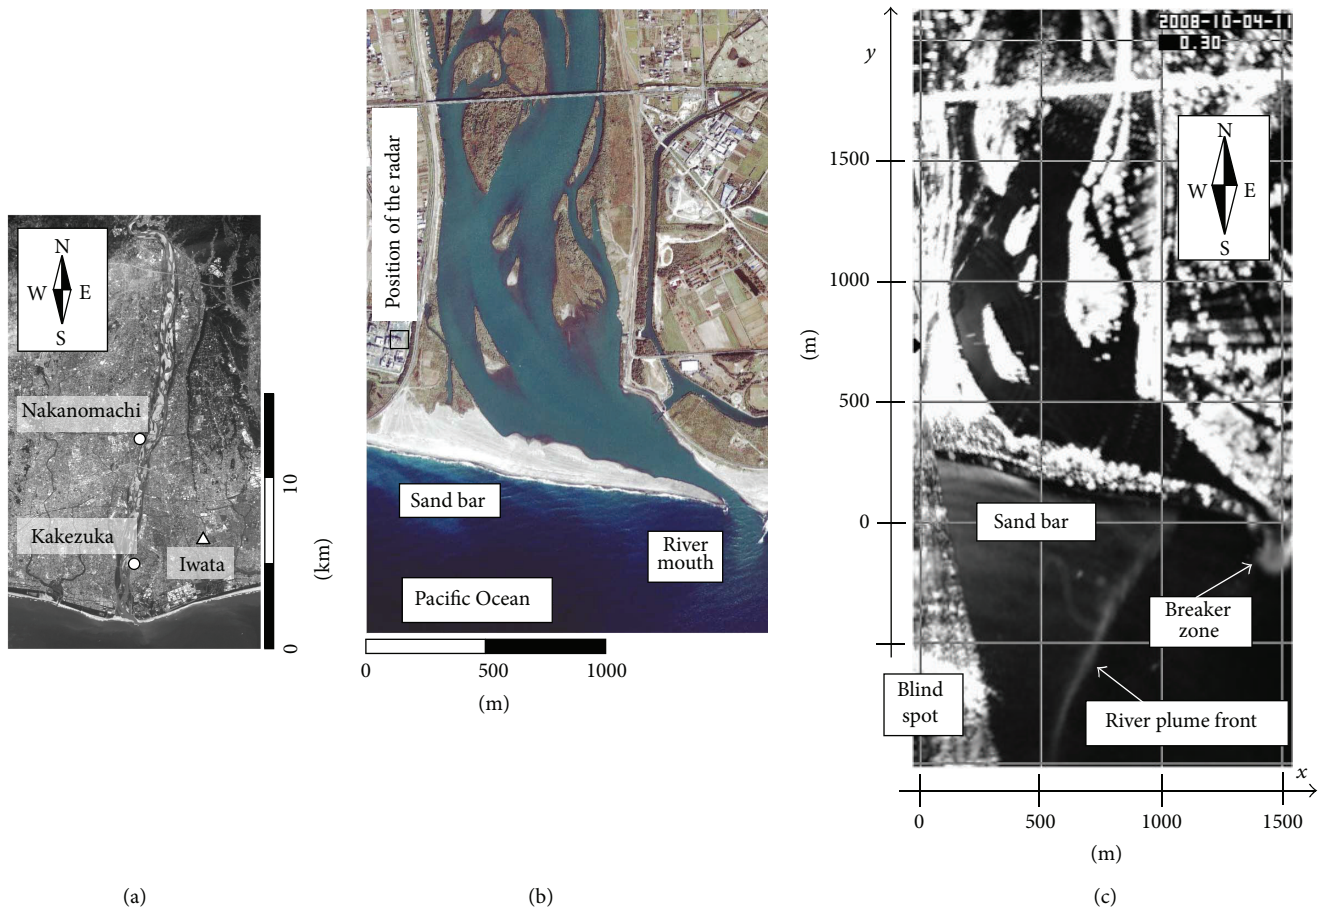 N
W E
S
Nakanomachi
Kakezuka
Iwata
10
0
(km)
(a)
Position of the radar
Sand bar
River
mouth
Pacific Ocean
0 500 1000
(m)
(b)
y
2008-10-04-11
0.30
N
W E
S
1500
1000
(m)
500
0
Sand bar
Breaker
zone
Blind
spot
River plume front
x
0 500 1000 1500
(m)
(c)